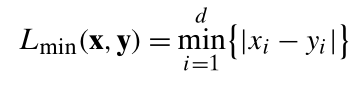 L_min(𝐱, 𝐲) = min_{i=1}^{d} {|x_i − y_i|}